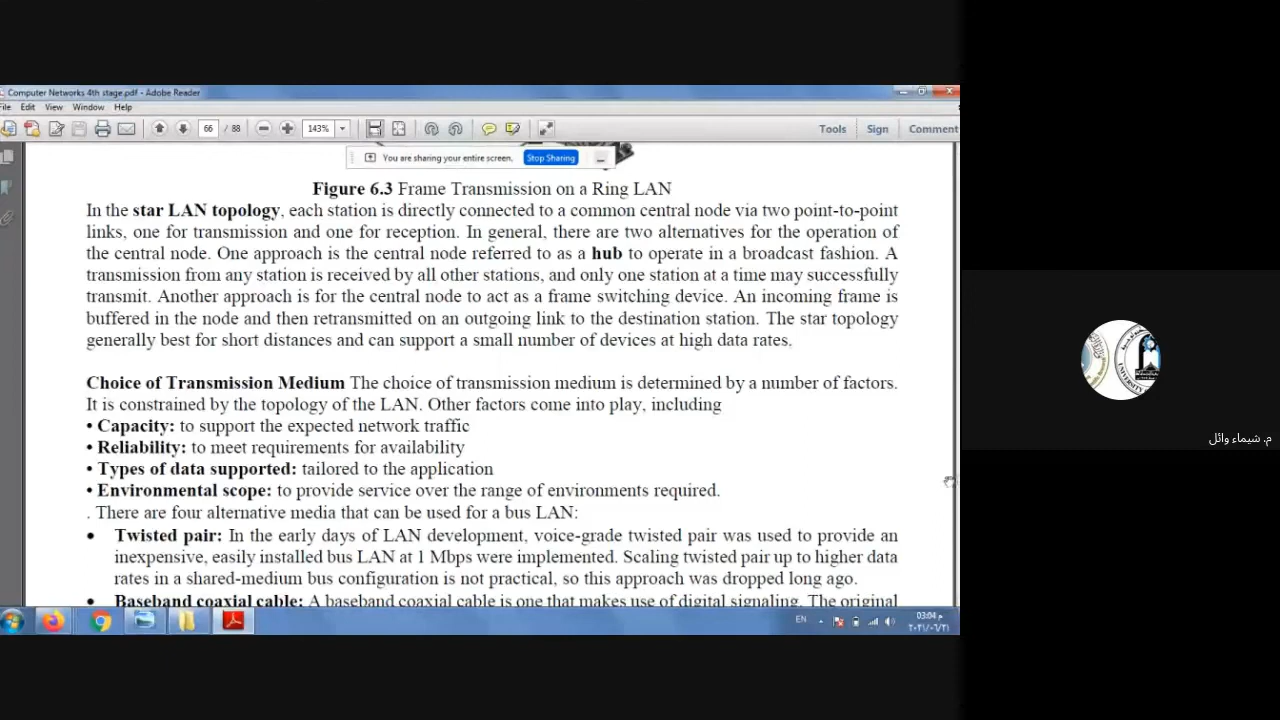 Computer Networks 4th stage.pdf - Adobe Reader
File Edit View Window Help
66 / 88 143% Tools Sign Comment
You are sharing your entire screen. Stop Sharing
Figure 6.3 Frame Transmission on a Ring LAN
In the star LAN topology, each station is directly connected to a common central node via two point-to-point
links, one for transmission and one for reception. In general, there are two alternatives for the operation of
the central node. One approach is the central node referred to as a hub to operate in a broadcast fashion. A
transmission from any station is received by all other stations, and only one station at a time may successfully
transmit. Another approach is for the central node to act as a frame switching device. An incoming frame is
buffered in the node and then retransmitted on an outgoing link to the destination station. The star topology
generally best for short distances and can support a small number of devices at high data rates.
Choice of Transmission Medium The choice of transmission medium is determined by a number of factors.
It is constrained by the topology of the LAN. Other factors come into play, including
• Capacity: to support the expected network traffic
• Reliability: to meet requirements for availability
• Types of data supported: tailored to the application
• Environmental scope: to provide service over the range of environments required.
. There are four alternative media that can be used for a bus LAN:
• Twisted pair: In the early days of LAN development, voice-grade twisted pair was used to provide an
inexpensive, easily installed bus LAN at 1 Mbps were implemented. Scaling twisted pair up to higher data
rates in a shared-medium bus configuration is not practical, so this approach was dropped long ago.
• Baseband coaxial cable: A baseband coaxial cable is one that makes use of digital signaling. The original
م. شيماء وائل
EN
03:04 م
٢٠٢١/٠٦/٢١